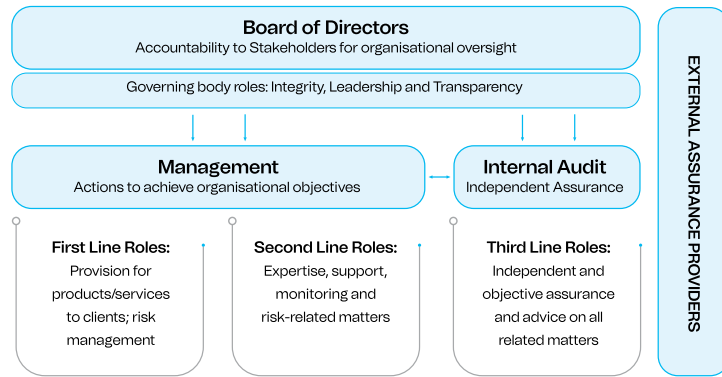 Board of Directors
Accountability to Stakeholders for organisational oversight
Governing body roles: Integrity, Leadership and Transparency
Management
Actions to achieve organisational objectives
Internal Audit
Independent Assurance
First Line Roles:
Provision for
products/services
to clients; risk
management
Second Line Roles:
Expertise, support,
monitoring and
risk-related matters
Third Line Roles:
Independent and
objective assurance
and advice on all
related matters
EXTERNAL ASSURANCE PROVIDERS